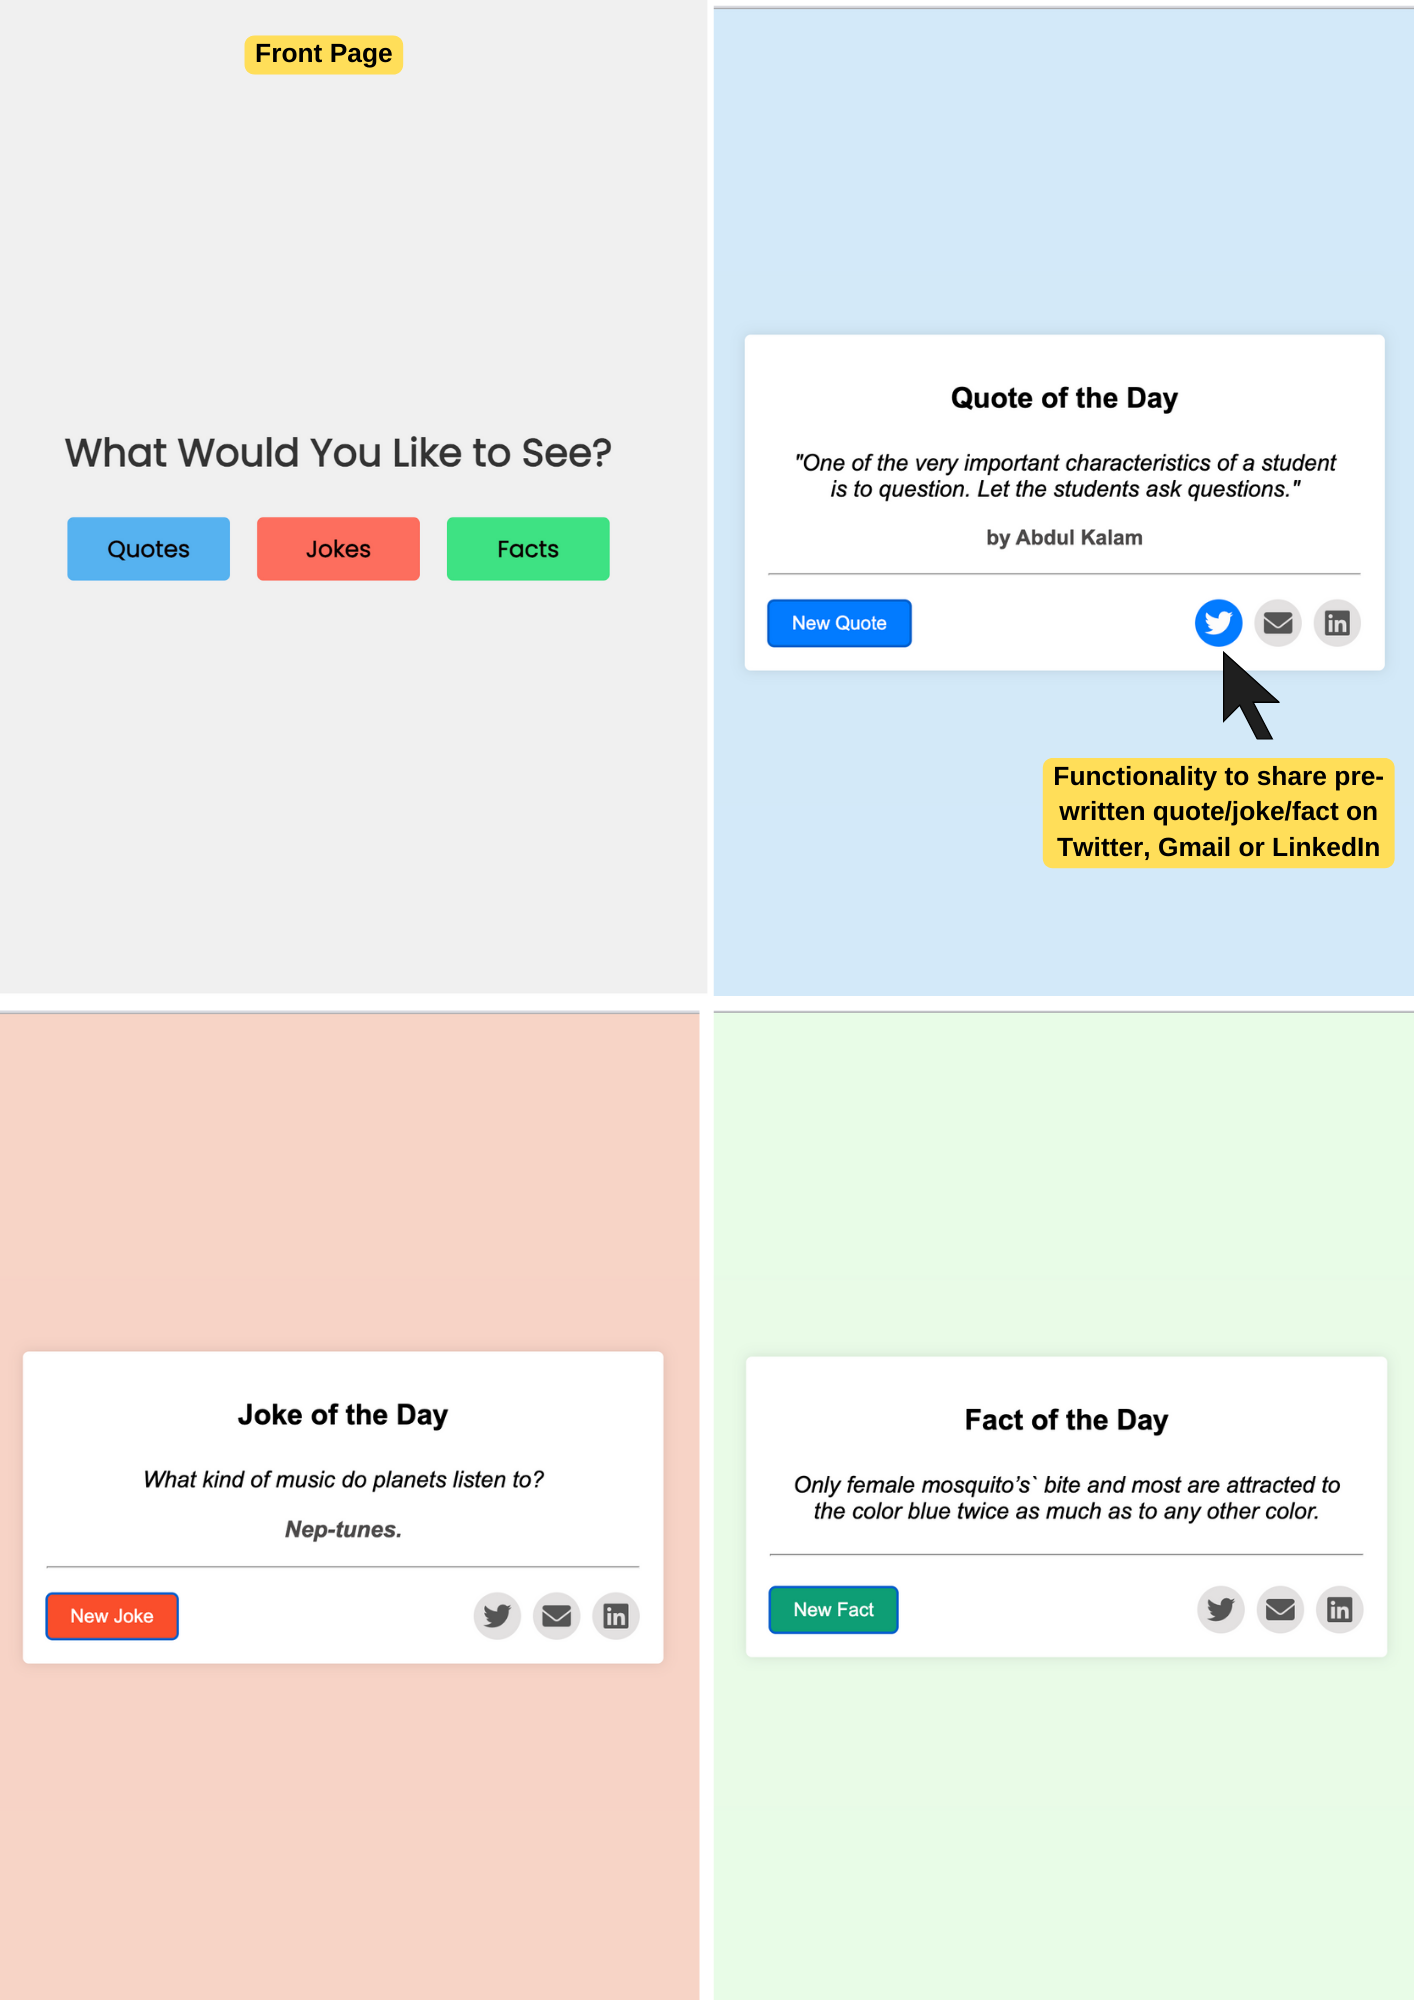 Front Page
What Would You Like to See?
Quotes
Jokes
Facts
Quote of the Day
"One of the very important characteristics of a student
is to question. Let the students ask questions."
by Abdul Kalam
New Quote
in
Functionality to share pre-
written quote/joke/fact on
Twitter, Gmail or LinkedIn
Joke of the Day
What kind of music do planets listen to?
Nep-tunes.
New Joke
in
Fact of the Day
Only female mosquito’s` bite and most are attracted to
the color blue twice as much as to any other color.
New Fact
in